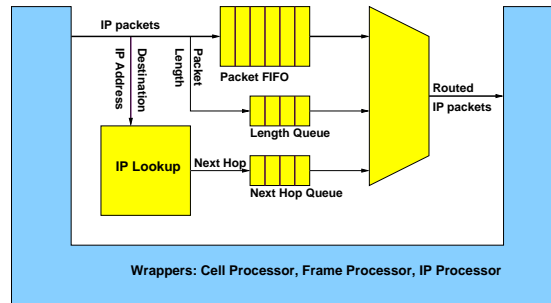 IP packets
Destination
IP Address
Packet
Length
Packet FIFO
Length Queue
IP Lookup
Next Hop
Next Hop Queue
Routed
IP packets
Wrappers: Cell Processor, Frame Processor, IP Processor